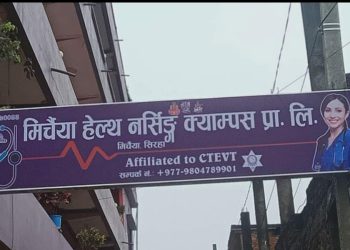 मिर्चैया हेल्थ नर्सिङ्ग क्याम्पस प्रा. लि.
मिर्चैया, सिरहा
Affiliated to CTEVT
सम्पर्क नं.: +977-9804789901